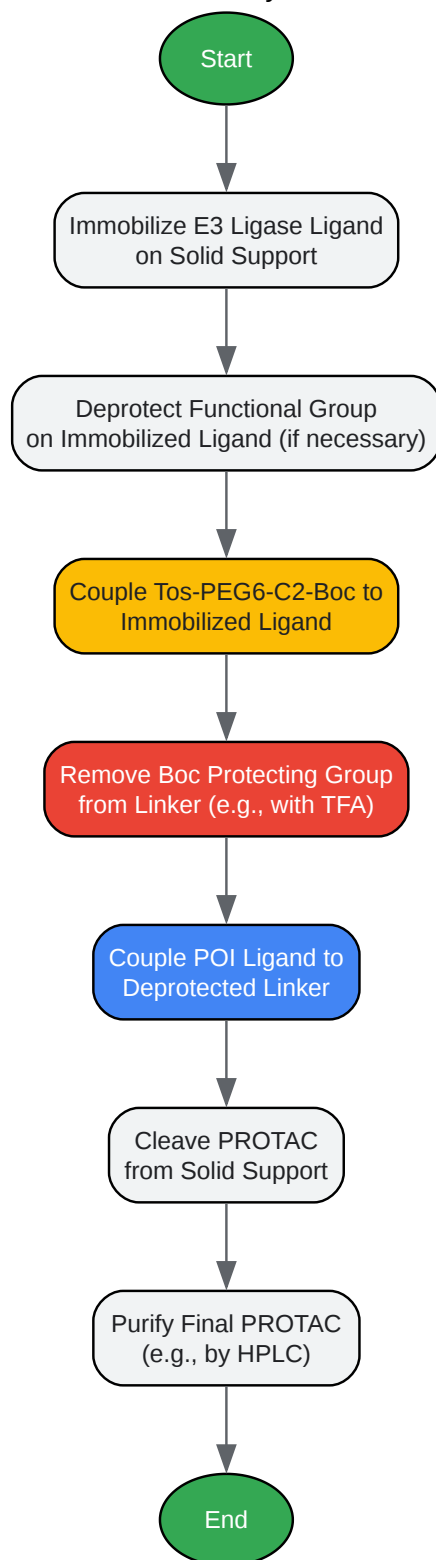 Start
Immobilize E3 Ligase Ligand
on Solid Support
Deprotect Functional Group
on Immobilized Ligand (if necessary)
Couple Tos-PEG6-C2-Boc to
Immobilized Ligand
Remove Boc Protecting Group
from Linker (e.g., with TFA)
Couple POI Ligand to
Deprotected Linker
Cleave PROTAC
from Solid Support
Purify Final PROTAC
(e.g., by HPLC)
End